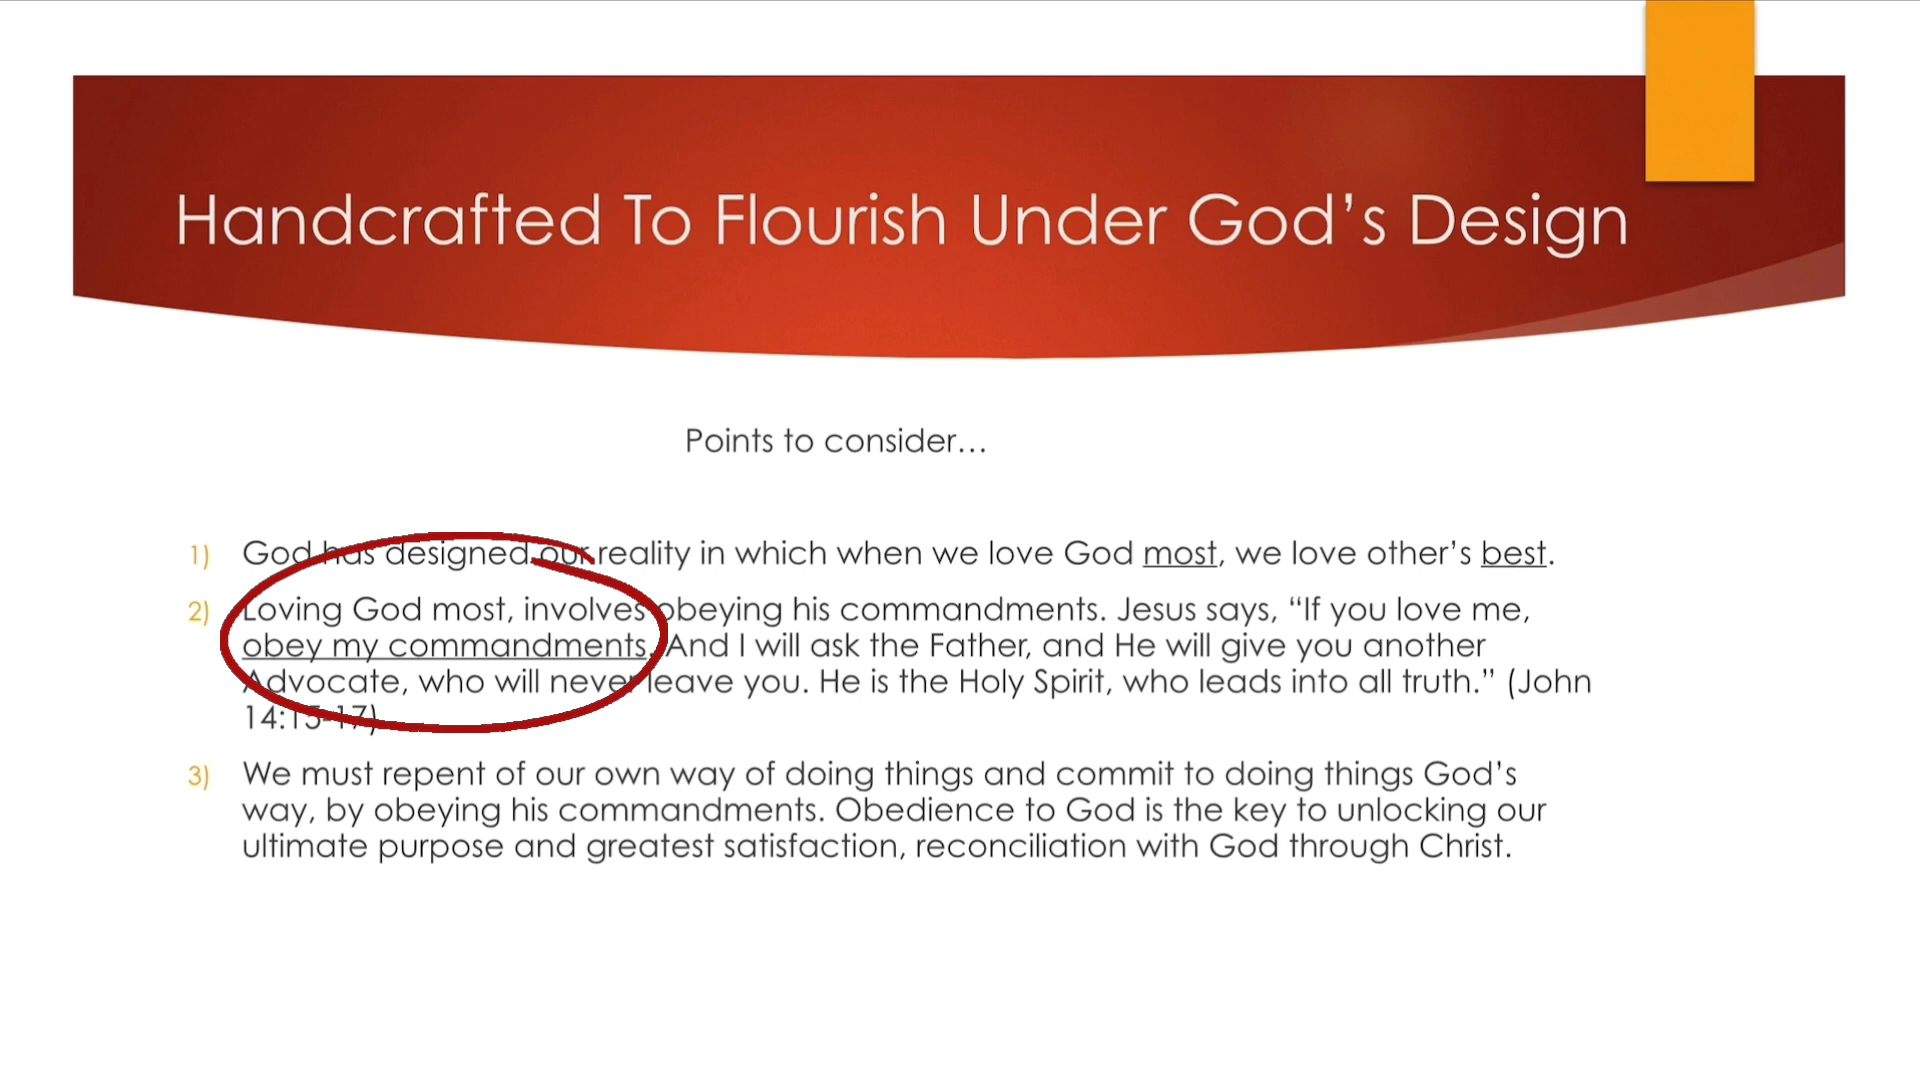 Handcrafted To Flourish Under God’s Design
Points to consider…
1) God has designed our reality in which when we love God most, we love other’s best.
2) Loving God most, involves obeying his commandments. Jesus says, “If you love me,
obey my commandments. And I will ask the Father, and He will give you another
Advocate, who will never leave you. He is the Holy Spirit, who leads into all truth.” (John
14:15-17)
3) We must repent of our own way of doing things and commit to doing things God’s
way, by obeying his commandments. Obedience to God is the key to unlocking our
ultimate purpose and greatest satisfaction, reconciliation with God through Christ.